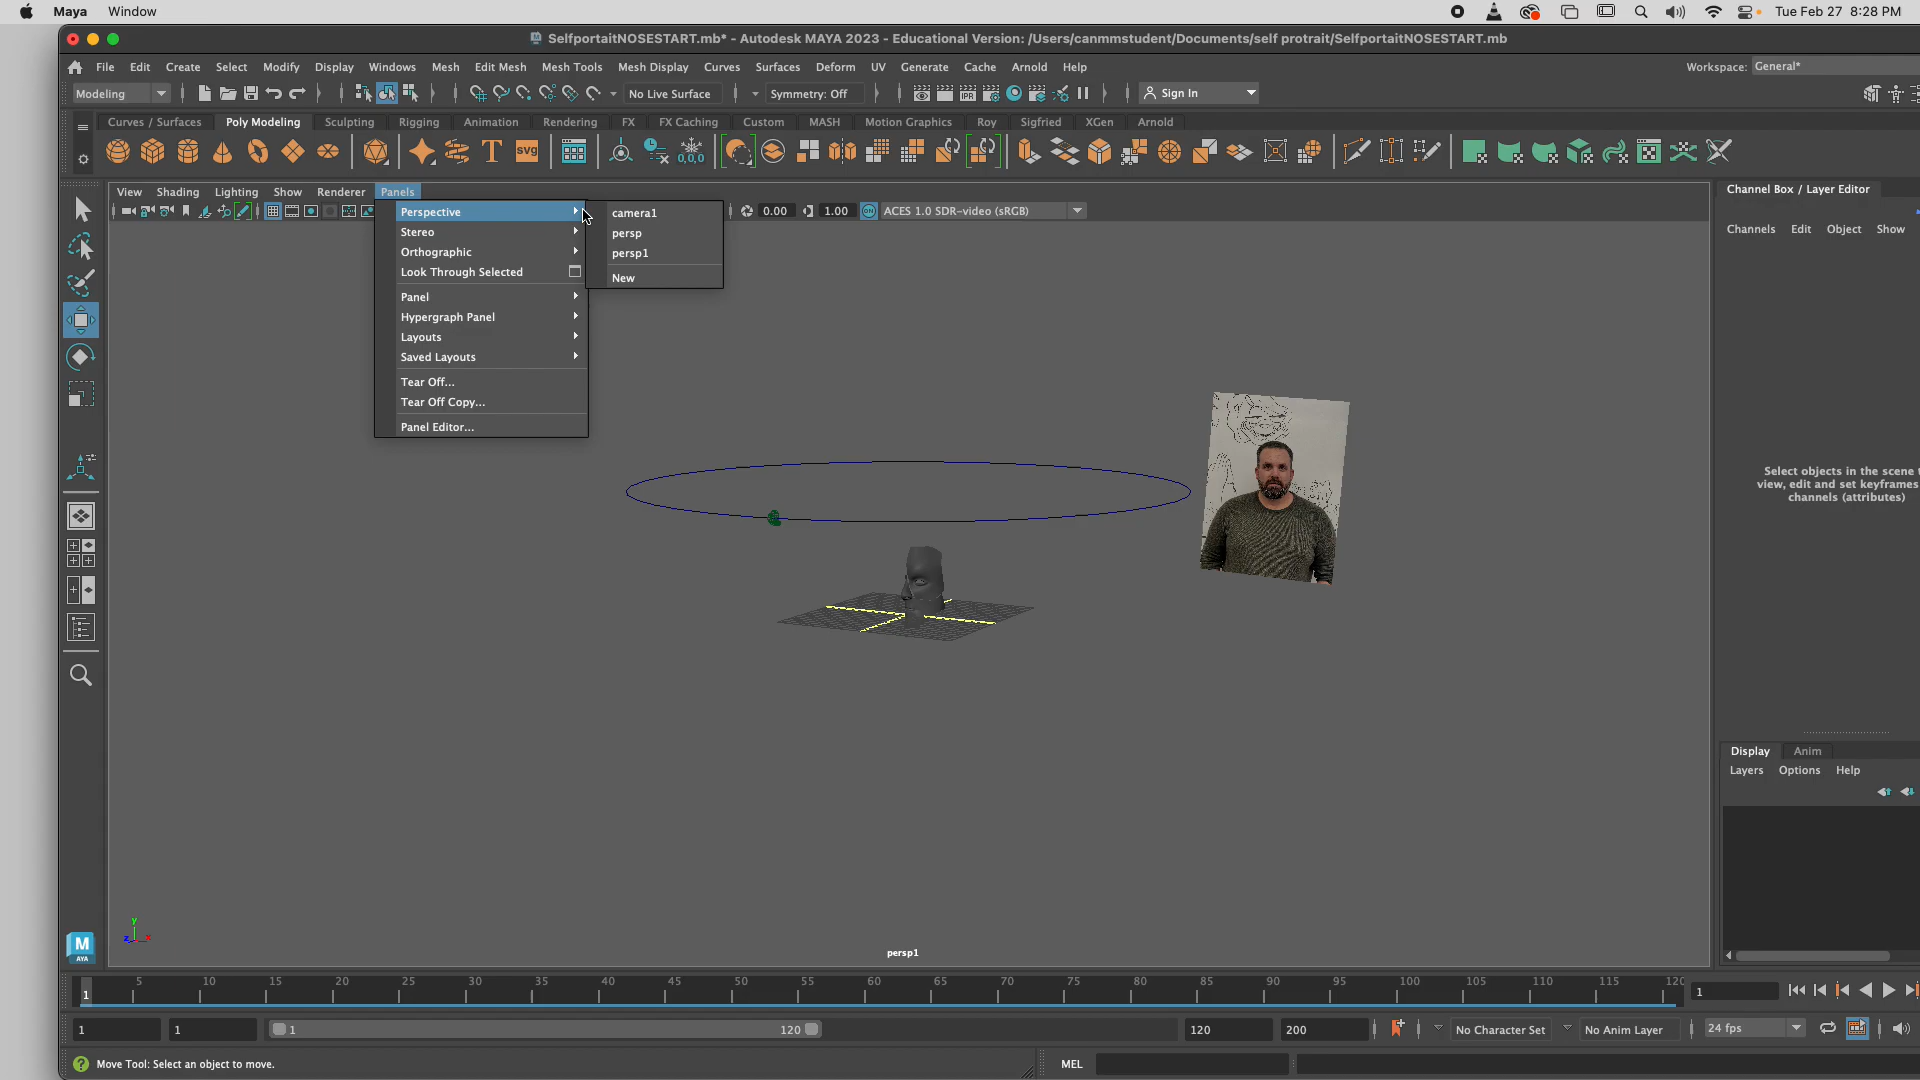 Maya Window Tue Feb 27 8:28 PM
SelfportaitNOSESTART.mb* - Autodesk MAYA 2023 - Educational Version: /Users/canmmstudent/Documents/self protrait/SelfportaitNOSESTART.mb
File Edit Create Select Modify Display Windows Mesh Edit Mesh Mesh Tools Mesh Display Curves Surfaces Deform UV Generate Cache Arnold Help Workspace: General*
Modeling No Live Surface Symmetry: Off IPR Sign In
Curves / Surfaces Poly Modeling Sculpting Rigging Animation Rendering FX FX Caching Custom MASH Motion Graphics Roy Sigfried XGen Arnold
T SVG 0,0,0
View Shading Lighting Show Renderer Panels
0.00 1.00 ON ACES 1.0 SDR-video (sRGB)
Perspective
Stereo
Orthographic
Look Through Selected
Panel
Hypergraph Panel
Layouts
Saved Layouts
Tear Off...
Tear Off Copy...
Panel Editor...
camera1
persp
persp1
New
Channel Box / Layer Editor
Channels Edit Object Show
Select objects in the scene t
view, edit and set keyframes
channels (attributes)
Display Anim
Layers Options Help
y
z x
persp1
M
AYA
1 5 10 15 20 25 30 35 40 45 50 55 60 65 70 75 80 85 90 95 100 105 110 115 120 1
1 1 1 120 120 200 No Character Set No Anim Layer 24 fps
Move Tool: Select an object to move. MEL